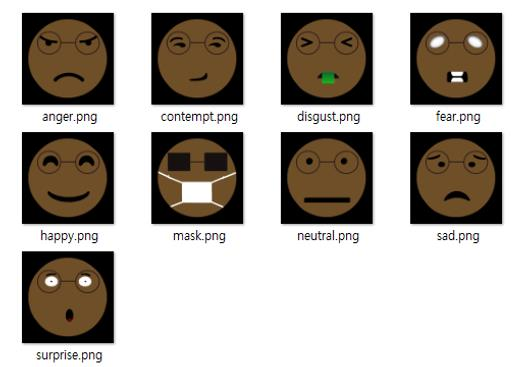 anger.png
contempt.png
disgust.png
fear.png
happy.png
mask.png
neutral.png
sad.png
surprise.png